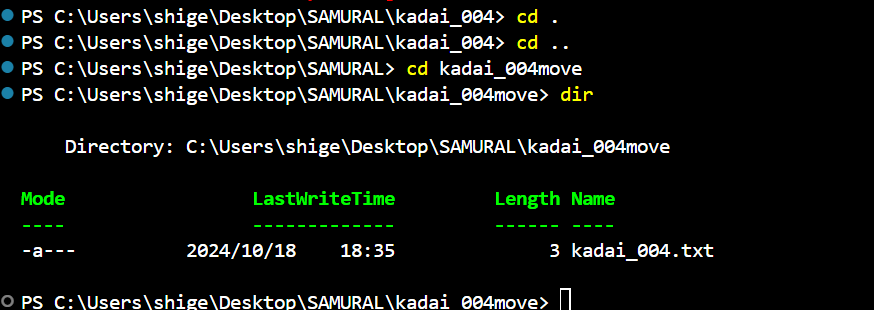 PS C:\Users\shige\Desktop\SAMURAL\kadai_004> cd .
PS C:\Users\shige\Desktop\SAMURAL\kadai_004> cd ..
PS C:\Users\shige\Desktop\SAMURAL> cd kadai_004move
PS C:\Users\shige\Desktop\SAMURAL\kadai_004move> dir
Directory: C:\Users\shige\Desktop\SAMURAL\kadai_004move
Mode LastWriteTime Length Name
---- ------------- ------ ----
-a--- 2024/10/18 18:35 3 kadai_004.txt
PS C:\Users\shige\Desktop\SAMURAL\kadai_004move>